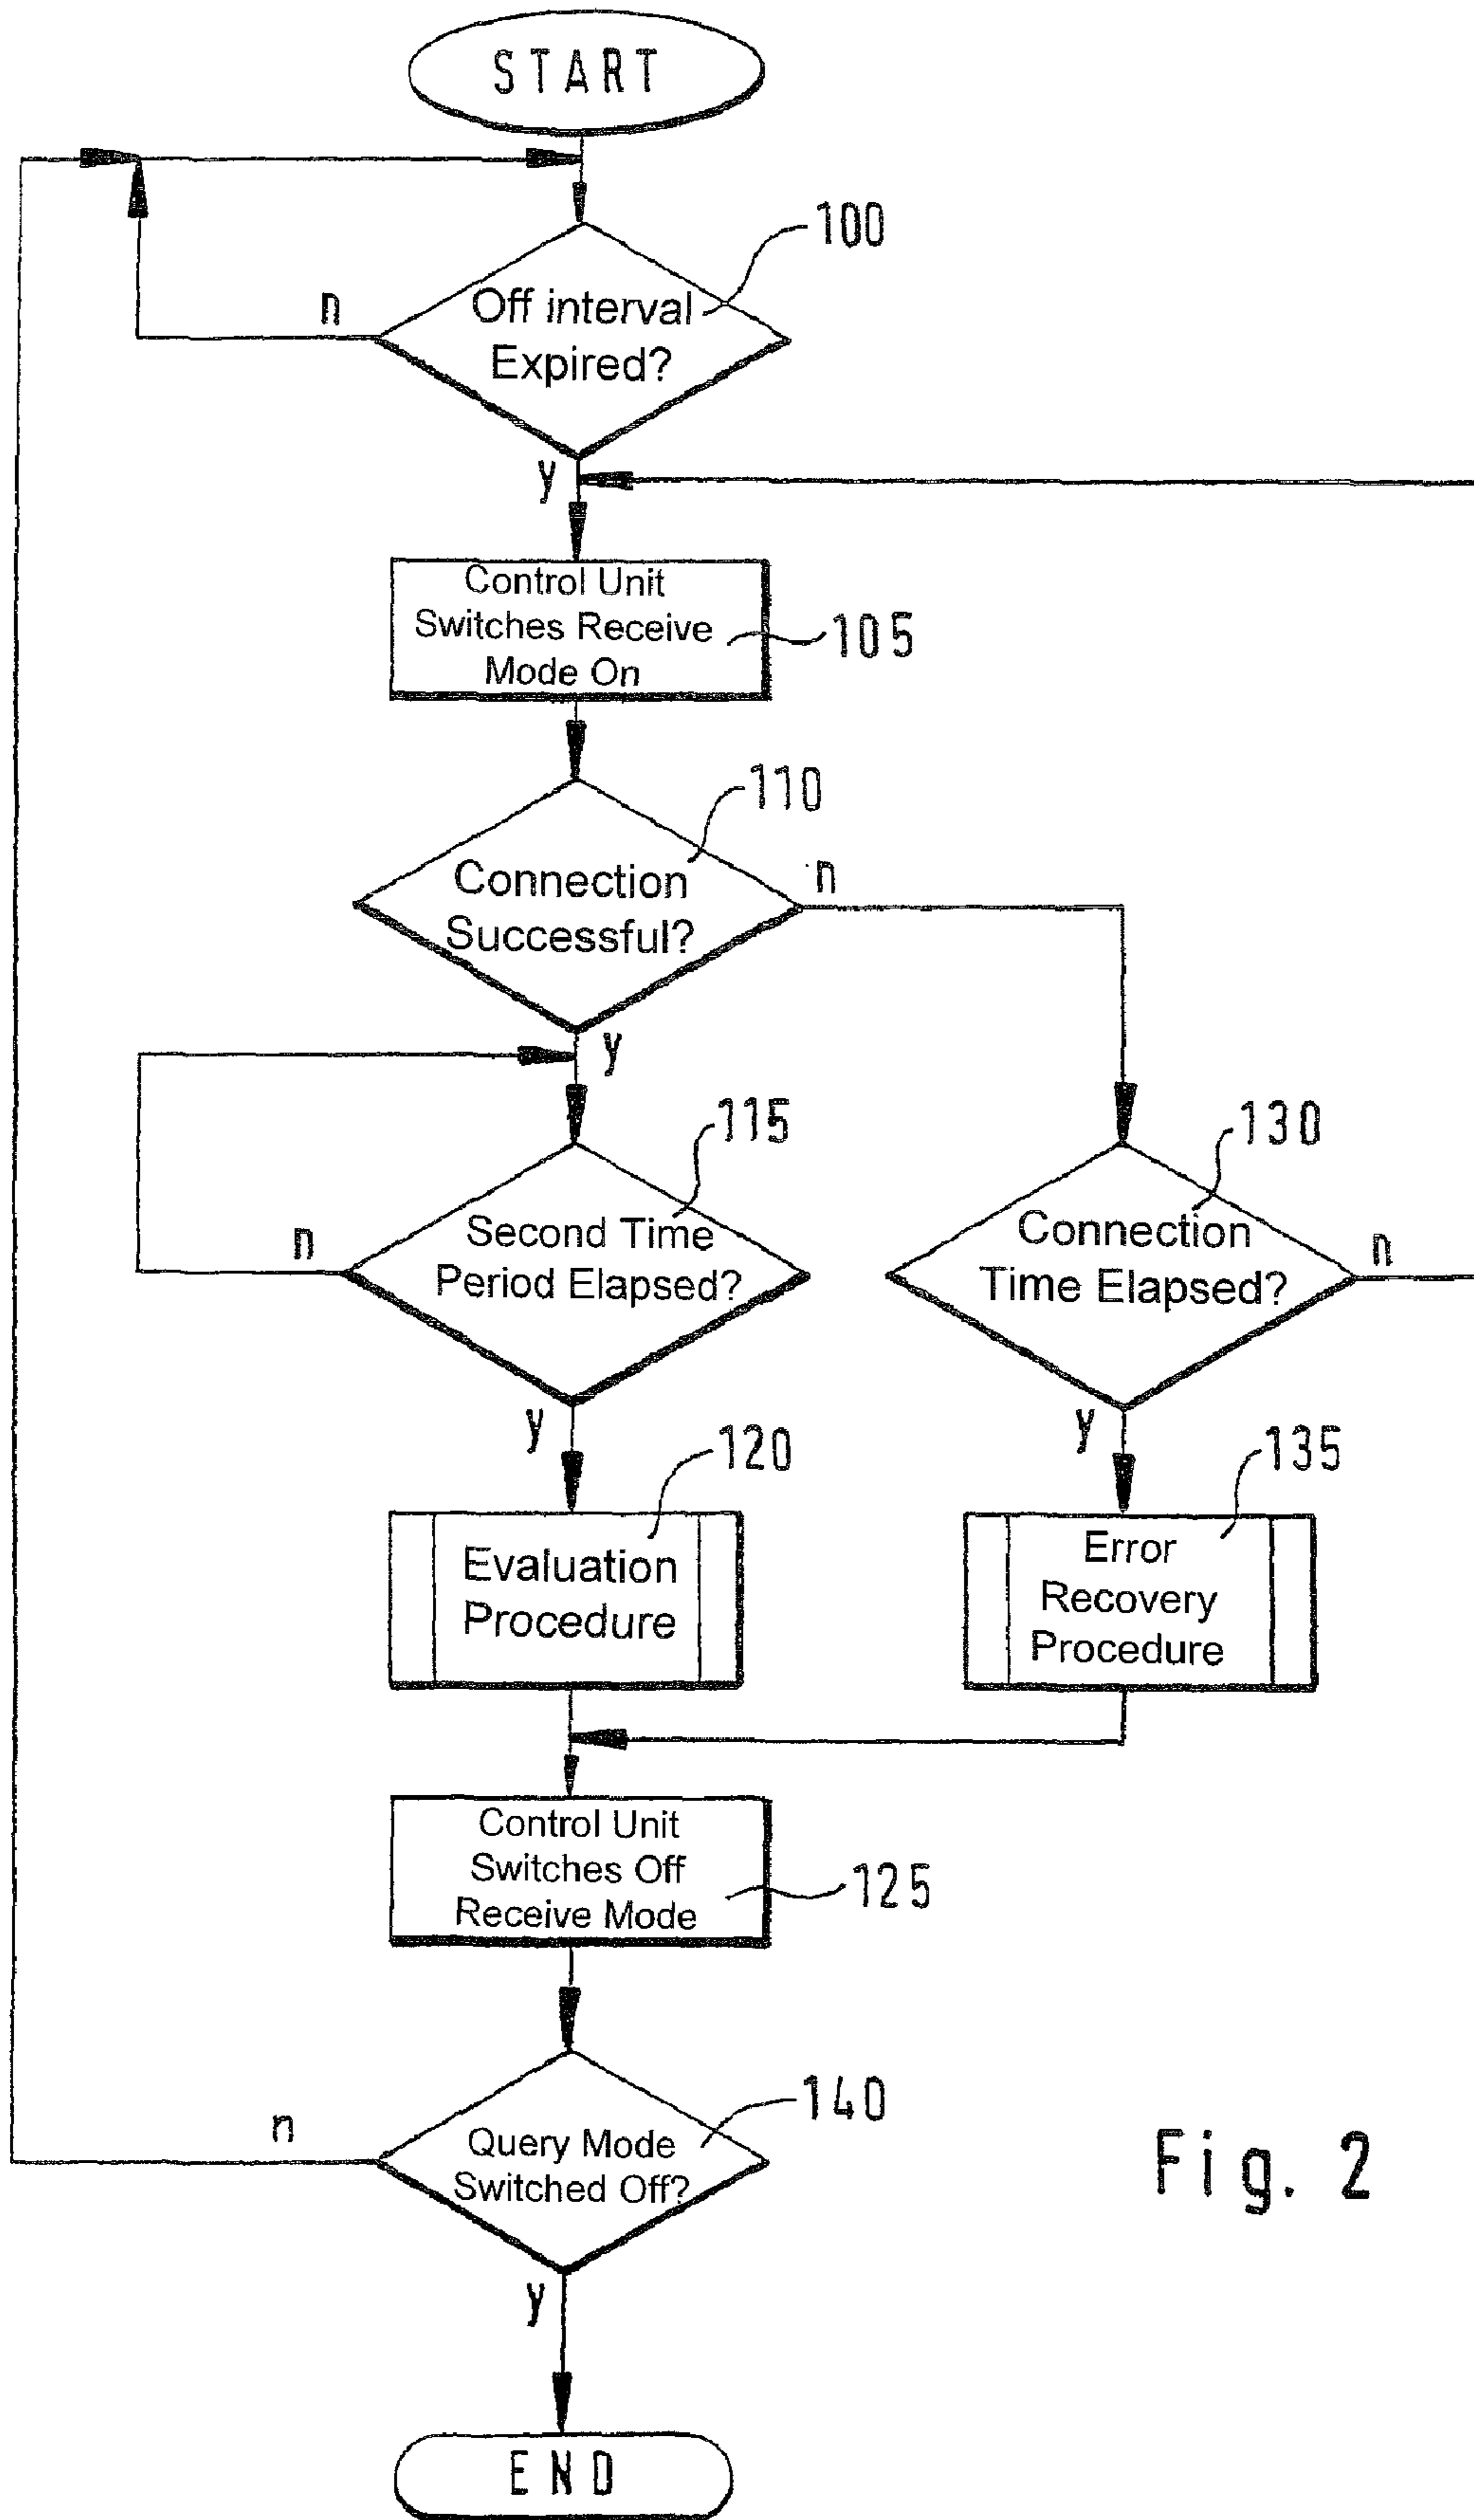 START
100
n
Off interval
Expired?
y
Control Unit
Switches Receive
Mode On
105
110
n
Connection
Successful?
y
115
130
n
Second Time
Period Elapsed?
Connection
Time Elapsed?
n
y
120
y
135
Evaluation
Procedure
Error
Recovery
Procedure
Control Unit
Switches Off
Receive Mode
125
140
n
Query Mode
Switched Off?
y
END
Fig. 2